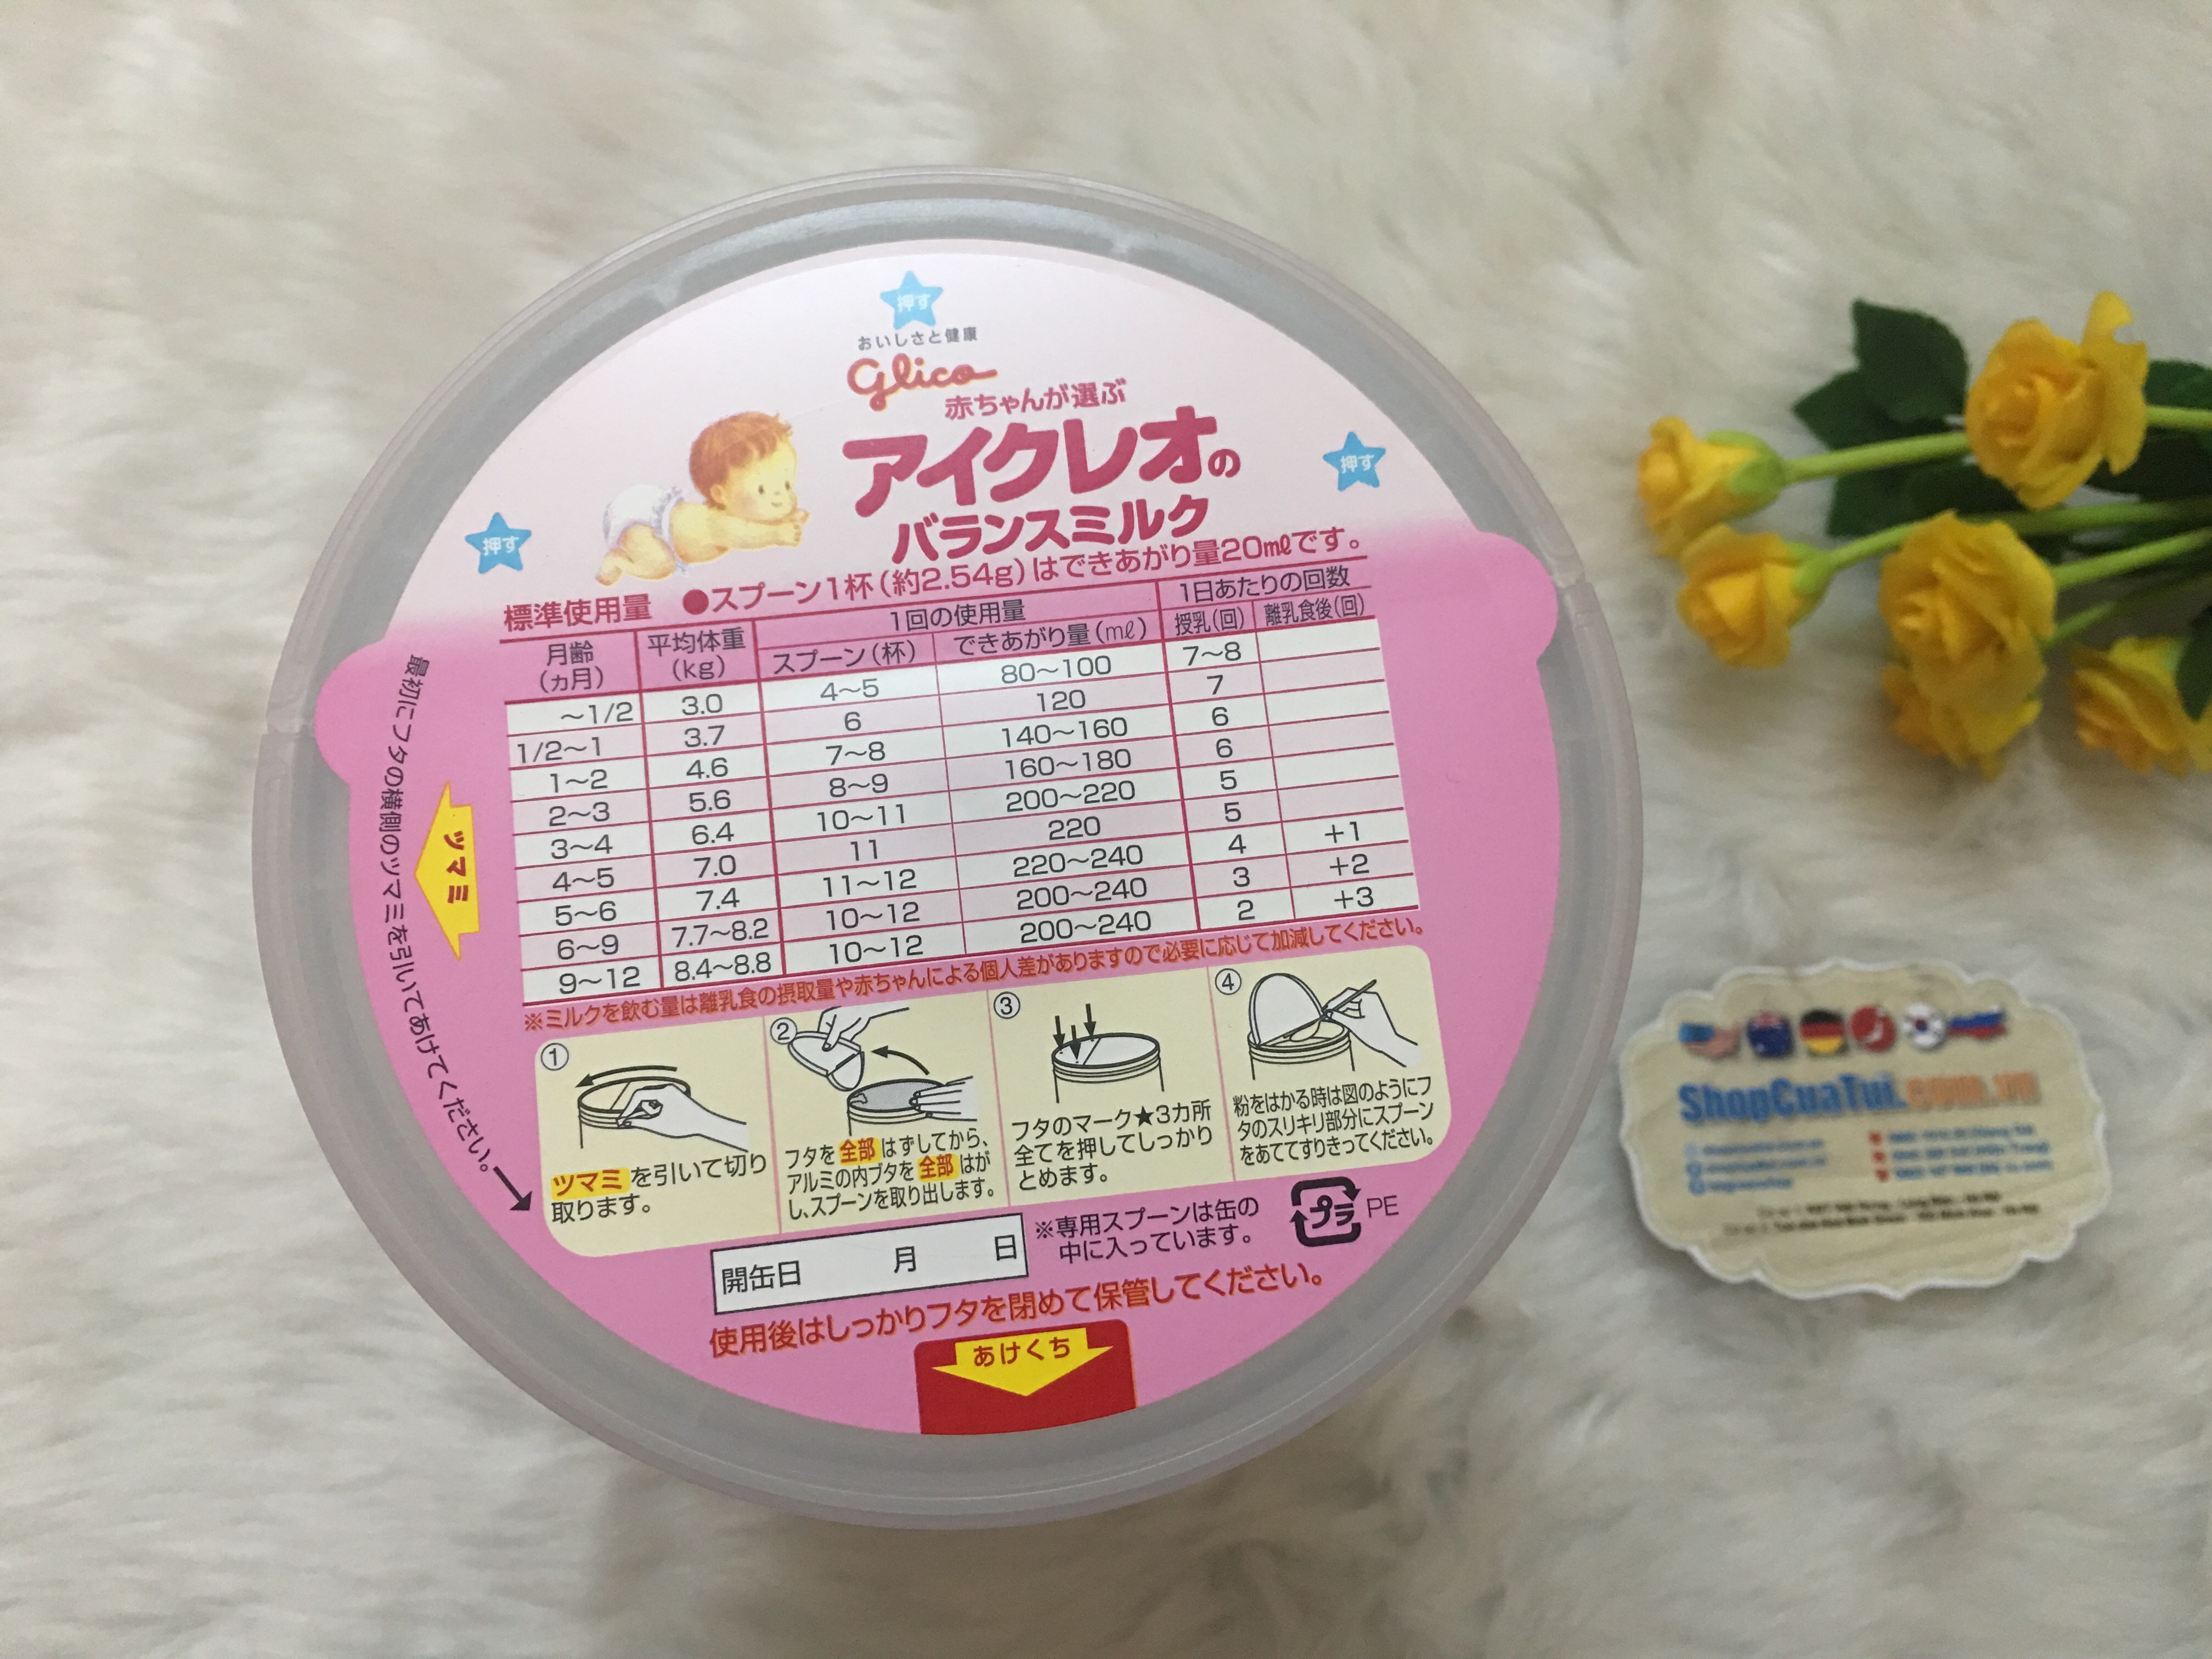 押す
おいしさと健康
glico
赤ちゃんが選ぶ
アイクレオの
バランスミルク
押す
押す
標準使用量 ●スプーン1杯(約2.54g)はできあがり量20mlです。
月齢(ヵ月) 平均体重(kg) 1回の使用量 1日あたりの回数
スプーン(杯) できあがり量(ml) 授乳(回) 離乳食後(回)
~1/2 3.0 4~5 80~100 7~8
1/2~1 3.7 6 120 7
1~2 4.6 7~8 140~160 6
2~3 5.6 8~9 160~180 6
3~4 6.4 10~11 200~220 5
4~5 7.0 11 220 5
5~6 7.4 11~12 220~240 4 +1
6~9 7.7~8.2 10~12 200~240 3 +2
9~12 8.4~8.8 10~12 200~240 2 +3
※ミルクを飲む量は離乳食の摂取量や赤ちゃんによる個人差がありますので必要に応じて加減してください。
ツマミ
最初にフタの横側のツマミを引いてあけてください。
①
ツマミを引いて切り
取ります。
②
フタを全部はずしてから、
アルミの内ブタを全部はが
し、スプーンを取り出します。
③
フタのマーク★3カ所
全てを押してしっかり
とめます。
④
粉をはかる時は図のようにフ
タのスリキリ部分にスプーン
をあててすりきってください。
開缶日 月 日
※専用スプーンは缶の
中に入っています。
プラ PE
使用後はしっかりフタを閉めて保管してください。
あけくち
ShopCuaTui.com.vn